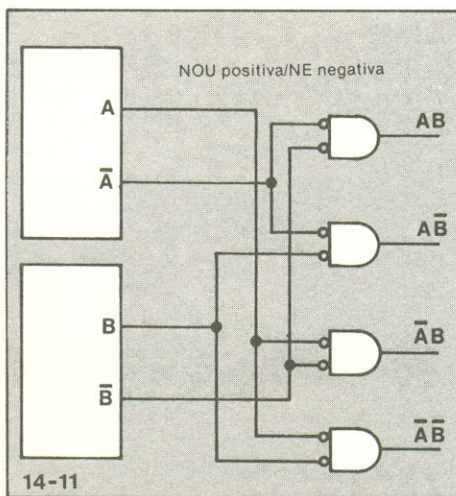 NOU positiva/NE negativa
A
A̅
B
B̅
AB
AB̅
A̅B
A̅B̅
14-11